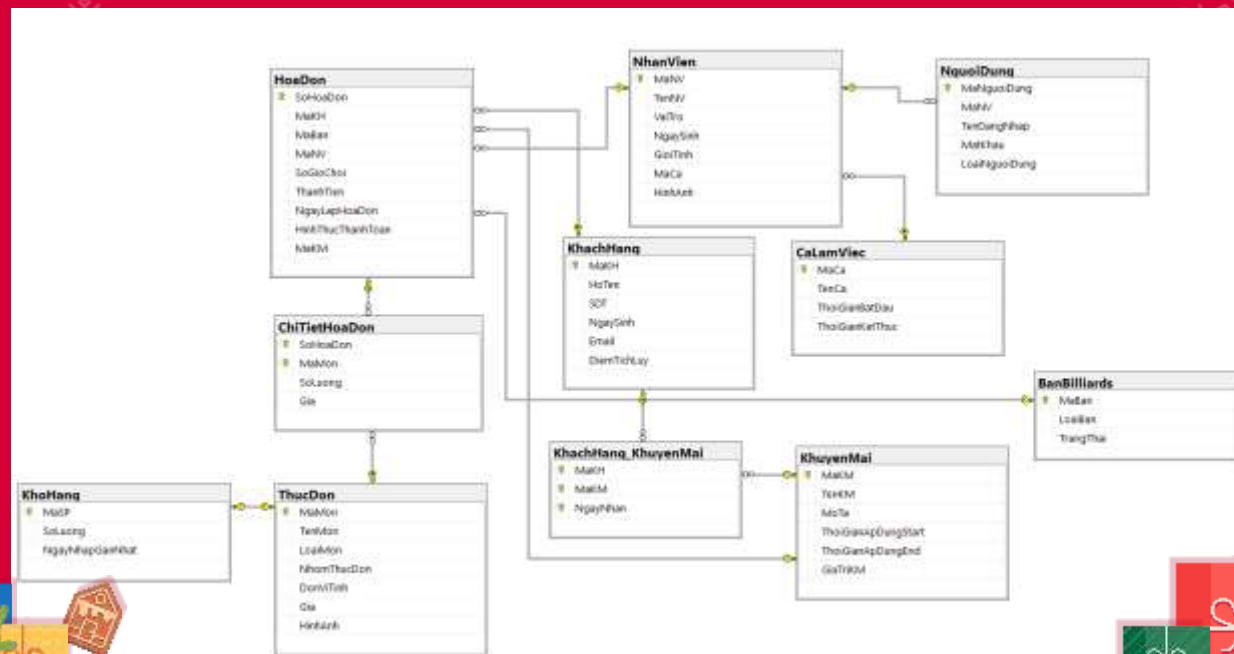 HoaDon
SoHoaDon
MaKH
MaBan
MaNV
SoGioChoi
ThanhTien
NgayLapHoaDon
HinhThucThanhToan
MaKM
NhanVien
MaNV
TenNV
VaiTro
NgaySinh
GioiTinh
MaCa
HinhAnh
NguoiDung
MaNguoiDung
MaNV
TenDangNhap
MatKhau
LoaiNguoiDung
KhachHang
MaKH
HoTen
SDT
NgaySinh
Email
DiemTichLuy
CaLamViec
MaCa
TenCa
ThoiGianBatDau
ThoiGianKetThuc
ChiTietHoaDon
SoHoaDon
MaMon
SoLuong
Gia
BanBilliards
MaBan
LoaiBan
TrangThai
KhachHang_KhuyenMai
MaKH
MaKM
NgayNhan
KhuyenMai
MaKM
TenKM
MoTa
ThoiGianApDungStart
ThoiGianApDungEnd
GiaTriKM
KhoHang
MaSP
SoLuong
NgayNhapGanNhat
ThucDon
MaMon
TenMon
LoaiMon
NhomThucDon
DonViTinh
Gia
HinhAnh